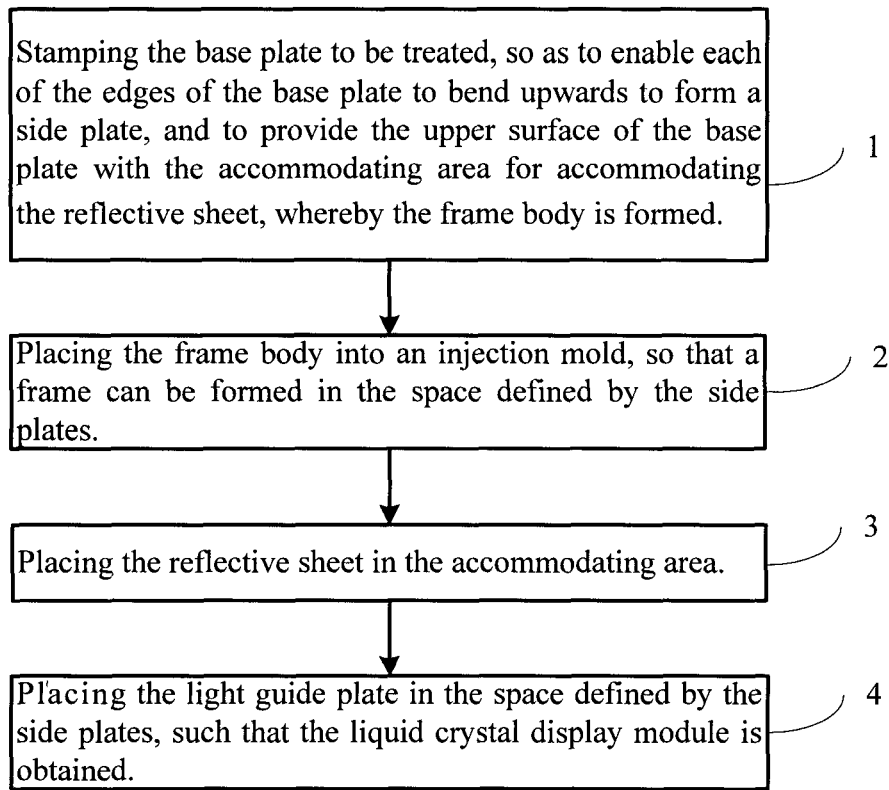 Stamping the base plate to be treated, so as to enable each
of the edges of the base plate to bend upwards to form a
side plate, and to provide the upper surface of the base
plate with the accommodating area for accommodating
the reflective sheet, whereby the frame body is formed.
1
Placing the frame body into an injection mold, so that a
frame can be formed in the space defined by the side
plates.
2
Placing the reflective sheet in the accommodating area.
3
Placing the light guide plate in the space defined by the
side plates, such that the liquid crystal display module is
obtained.
4